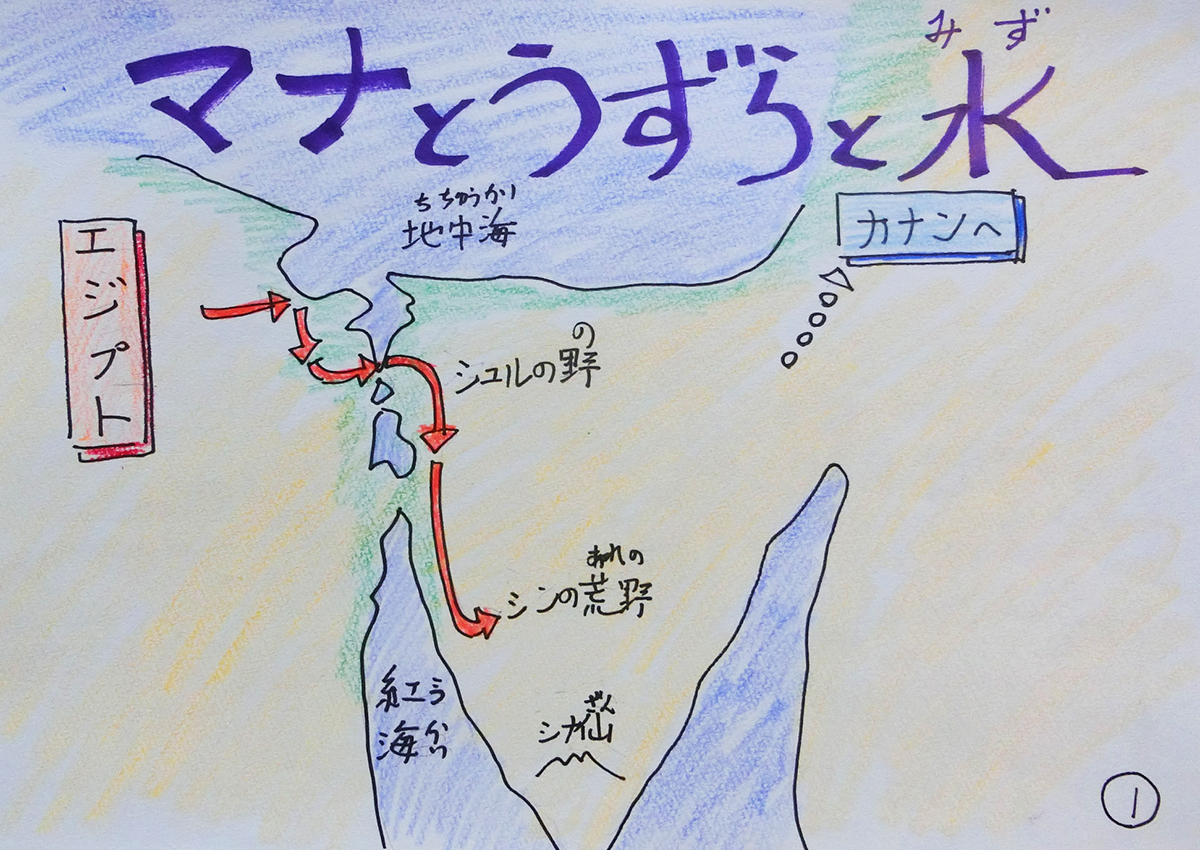 みず
マナとうずらと水
ちちゅうかい
地中海
カナンへ
エジプト
の
シュルの野
あれの
シンの荒野
紅う
海かい
ざん
シナイ山
1